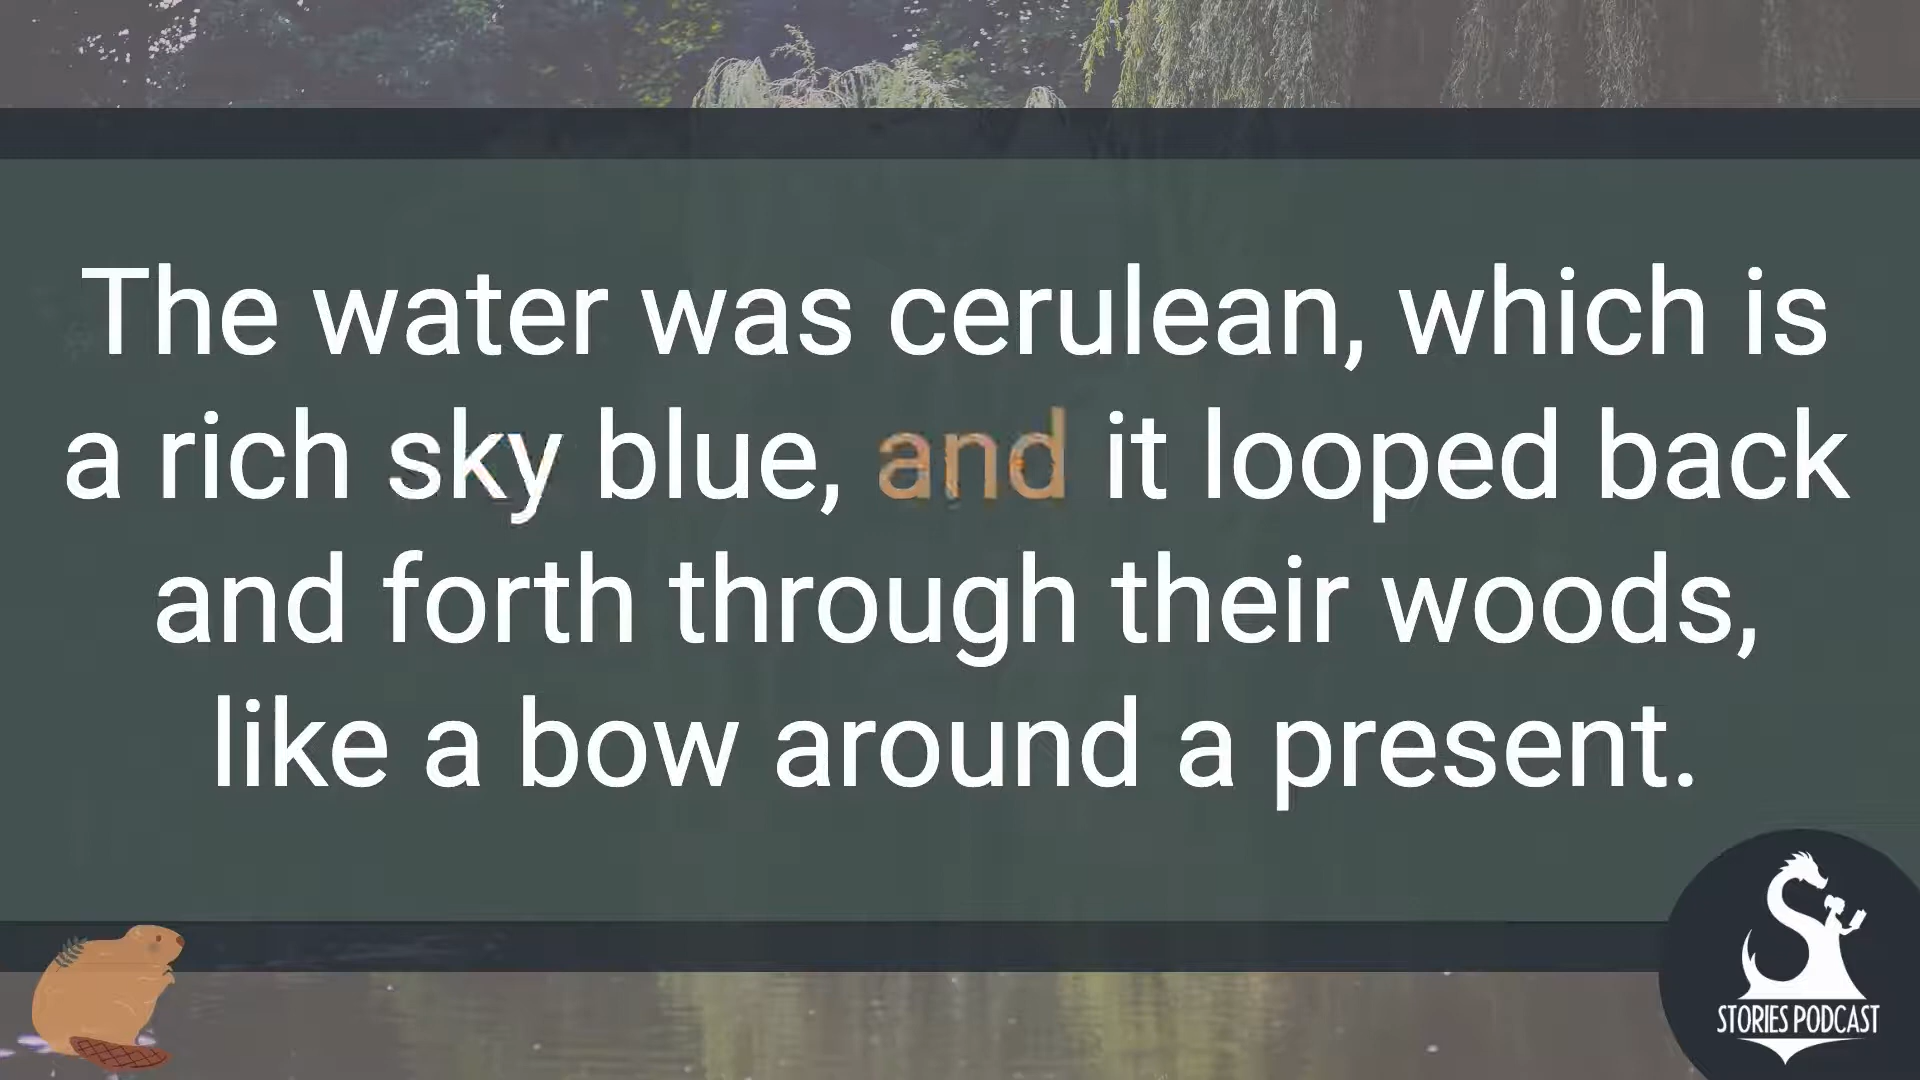 The water was cerulean, which is
a rich sky blue, and it looped back
and forth through their woods,
like a bow around a present.
STORIES PODCAST